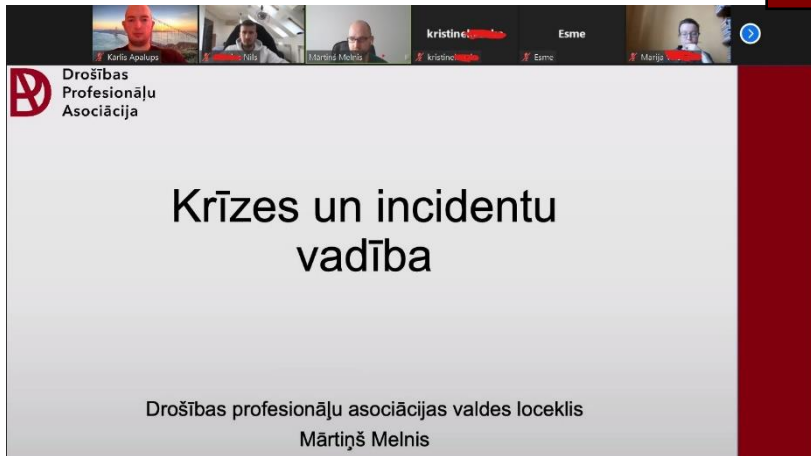 kristine
Esme
Karlis Apalups
Nils
Mārtiņš Melnis
kristine
Esme
Marija
Drošības
Profesionāļu
Asociācija
Krīzes un incidentu
vadība
Drošības profesionāļu asociācijas valdes loceklis
Mārtiņš Melnis